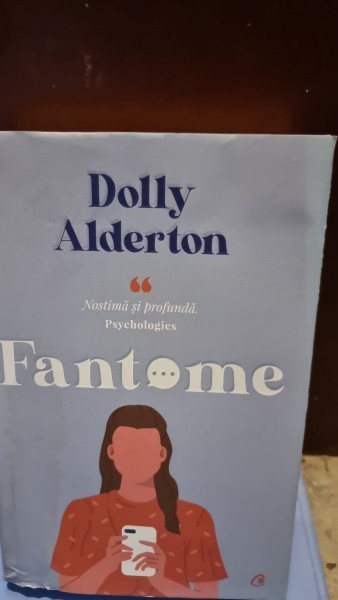 Dolly
Alderton
“
Nostimă și profundă.
Psychologies
Fantome